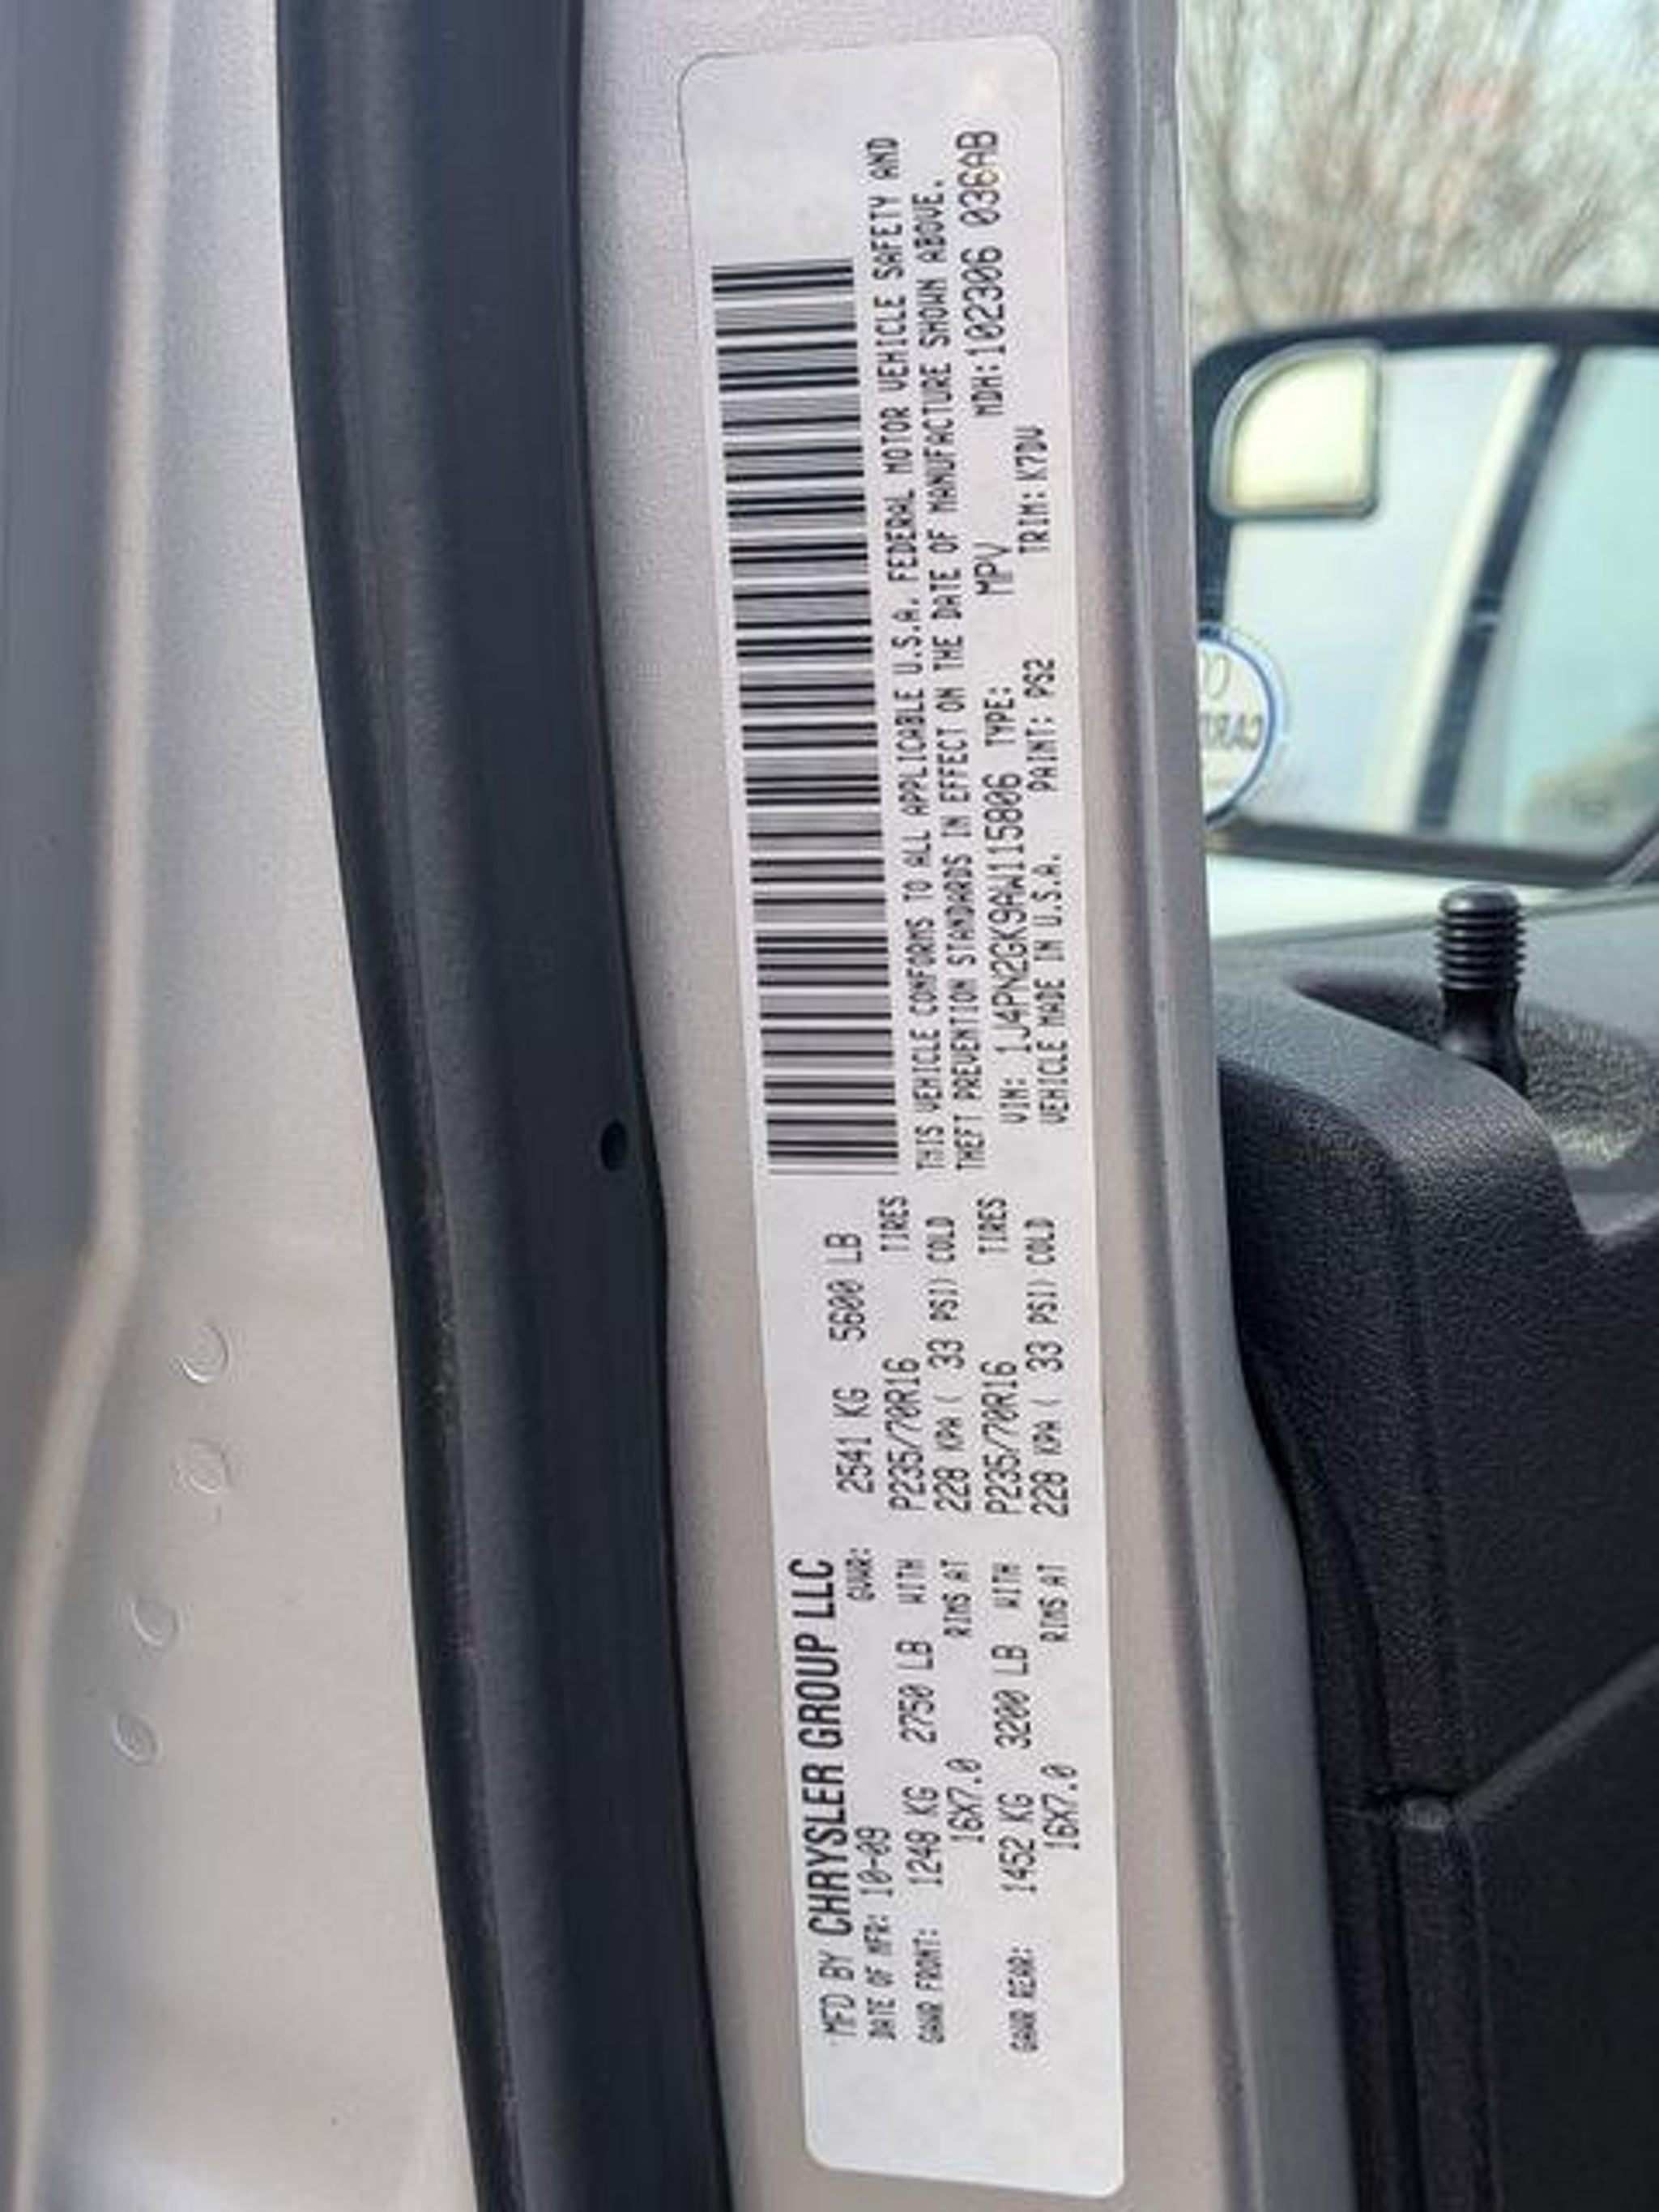 MFD BY CHRYSLER GROUP LLC
DATE OF MFR: 10-09 GVWR: 2541 KG 5600 LB
GAWR FRONT: 1248 KG 2750 LB WITH P235/70R16 TIRES
16X7.0 RIMS AT 228 KPA ( 33 PSI) COLD
GAWR REAR: 1452 KG 3200 LB WITH P235/70R16 TIRES
16X7.0 RIMS AT 228 KPA ( 33 PSI) COLD
THIS VEHICLE CONFORMS TO ALL APPLICABLE U.S.A. FEDERAL MOTOR VEHICLE SAFETY AND
THEFT PREVENTION STANDARDS IN EFFECT ON THE DATE OF MANUFACTURE SHOWN ABOVE.
VIN: 1J4PN2GK9AW115806 TYPE: MPV MDH:102306 036AB
VEHICLE MADE IN U.S.A. PAINT: PS2 TRIM: K7DV